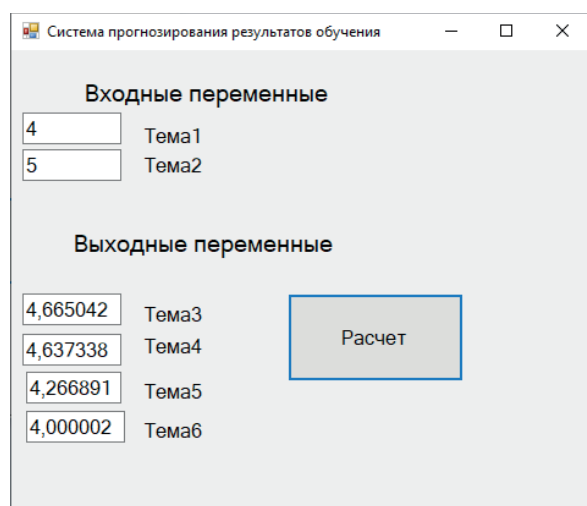 Система прогнозирования результатов обучения
Входные переменные
4 Тема1
5 Тема2
Выходные переменные
4,665042 Тема3
4,637338 Тема4
4,266891 Тема5
4,000002 Тема6
Расчет